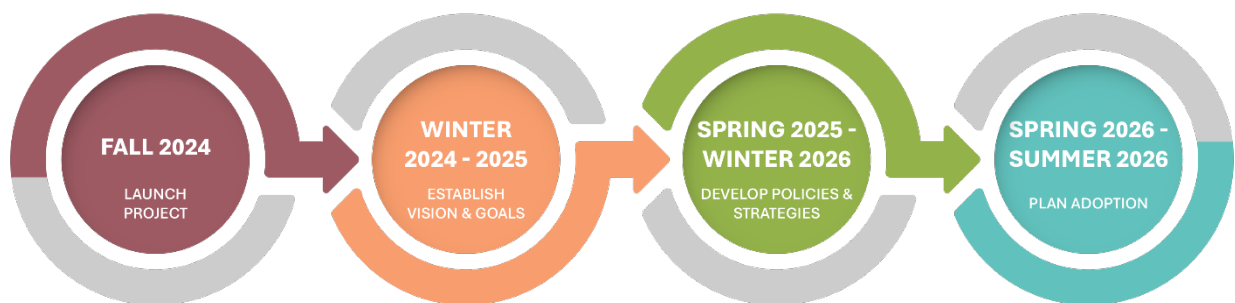 FALL 2024
LAUNCH
PROJECT
WINTER
2024 - 2025
ESTABLISH
VISION & GOALS
SPRING 2025 -
WINTER 2026
DEVELOP POLICIES &
STRATEGIES
SPRING 2026 -
SUMMER 2026
PLAN ADOPTION